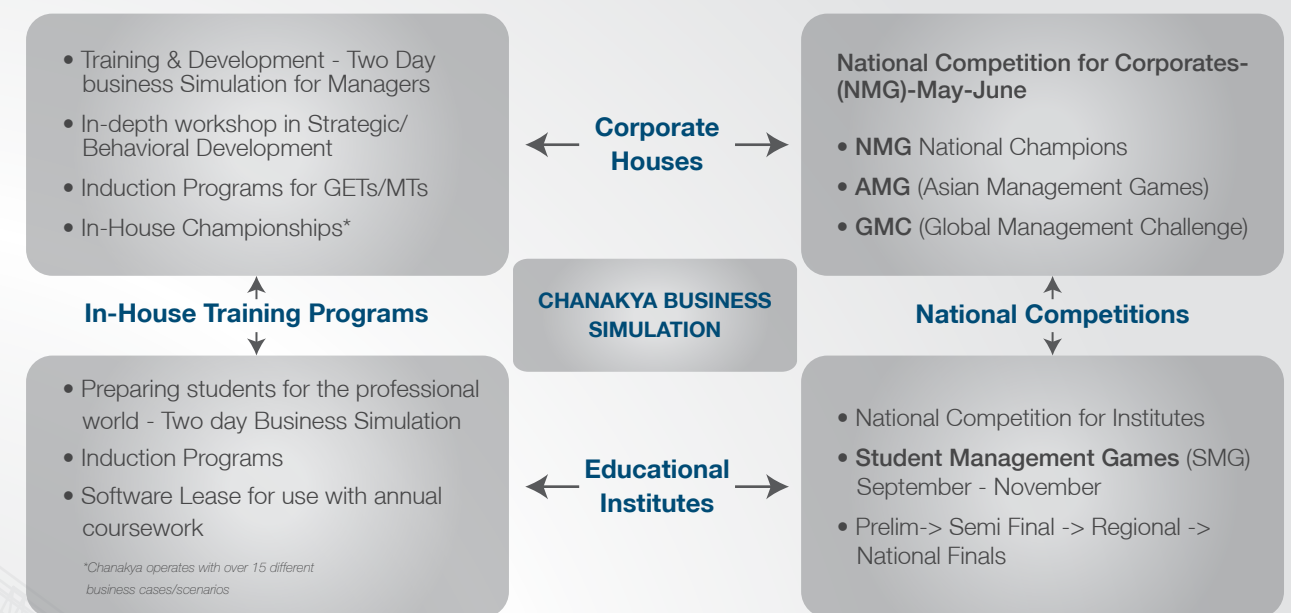 • Training & Development - Two Day
business Simulation for Managers
• In-depth workshop in Strategic/
Behavioral Development
• Induction Programs for GETs/MTs
• In-House Championships*
Corporate
Houses
National Competition for Corporates-
(NMG)-May-June
• NMG National Champions
• AMG (Asian Management Games)
• GMC (Global Management Challenge)
In-House Training Programs
CHANAKYA BUSINESS
SIMULATION
National Competitions
• Preparing students for the professional
world - Two day Business Simulation
• Induction Programs
• Software Lease for use with annual
coursework
*Chanakya operates with over 15 different
business cases/scenarios
Educational
Institutes
• National Competition for Institutes
• Student Management Games (SMG)
September - November
• Prelim-> Semi Final -> Regional ->
National Finals